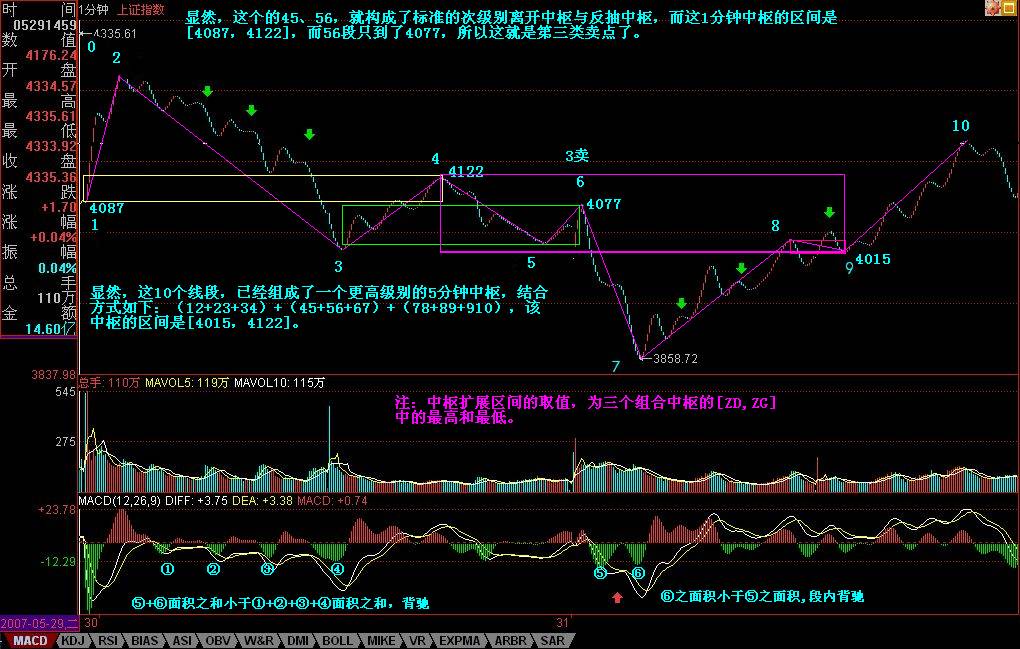 时 间
05291459
数 值
4176.24
开 盘
4334.57
最 高
4335.61
最 低
4333.92
收 盘
4335.36
涨 跌
+1.70
涨 幅
+0.04%
振 幅
0.04%
总 手
110万
金 额
14.60亿
1分钟 上证指数
4335.61
0
2
显然，这个的45、56，就构成了标准的次级别离开中枢与反抽中枢，而这1分钟中枢的区间是
[4087，4122]，而56段只到了4077，所以这就是第三类卖点了。
10
4
4122
3卖
6
4077
4087
1
8
3
5
9
4015
显然，这10个线段，已经组成了一个更高级别的5分钟中枢，结合
方式如下：（12+23+34）+（45+56+67）+（78+89+910），该
中枢的区间是[4015，4122]。
7
3858.72
3837.98
总手: 110万 MAVOL5: 119万 MAVOL10: 115万
545
275
注：中枢扩展区间的取值，为三个组合中枢的[ZD,ZG]
中的最高和最低。
MACD(12,26,9) DIFF: +3.75 DEA: +3.38 MACD: +0.74
+23.78
-12.29
① ② ③ ④ ⑤ ⑥
⑤+⑥面积之和小于①+②+③+④面积之和，背驰
⑥之面积小于⑤之面积,段内背驰
2007-05-29,二 30 31
MACD KDJ RSI BIAS ASI OBV W&R DMI BOLL MIKE VR EXPMA ARBR SAR